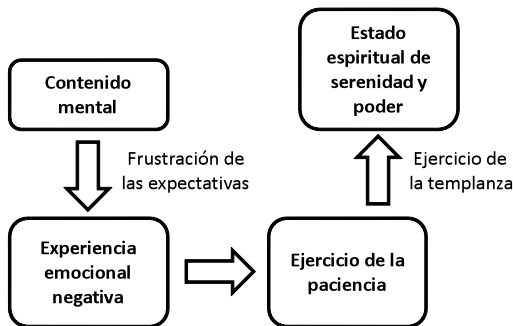 Contenido
mental
Frustración de
las expectativas
Experiencia
emocional
negativa
Ejercicio de la
paciencia
Ejercicio de
la templanza
Estado
espiritual de
serenidad y
poder